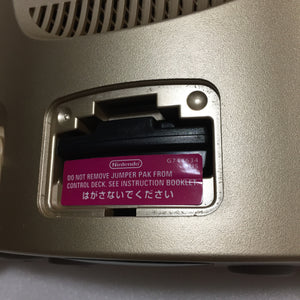 Nintendo
DO NOT REMOVE JUMPER PAK FROM
CONTROL DECK. SEE INSTRUCTION BOOKLET.
はがさないでください